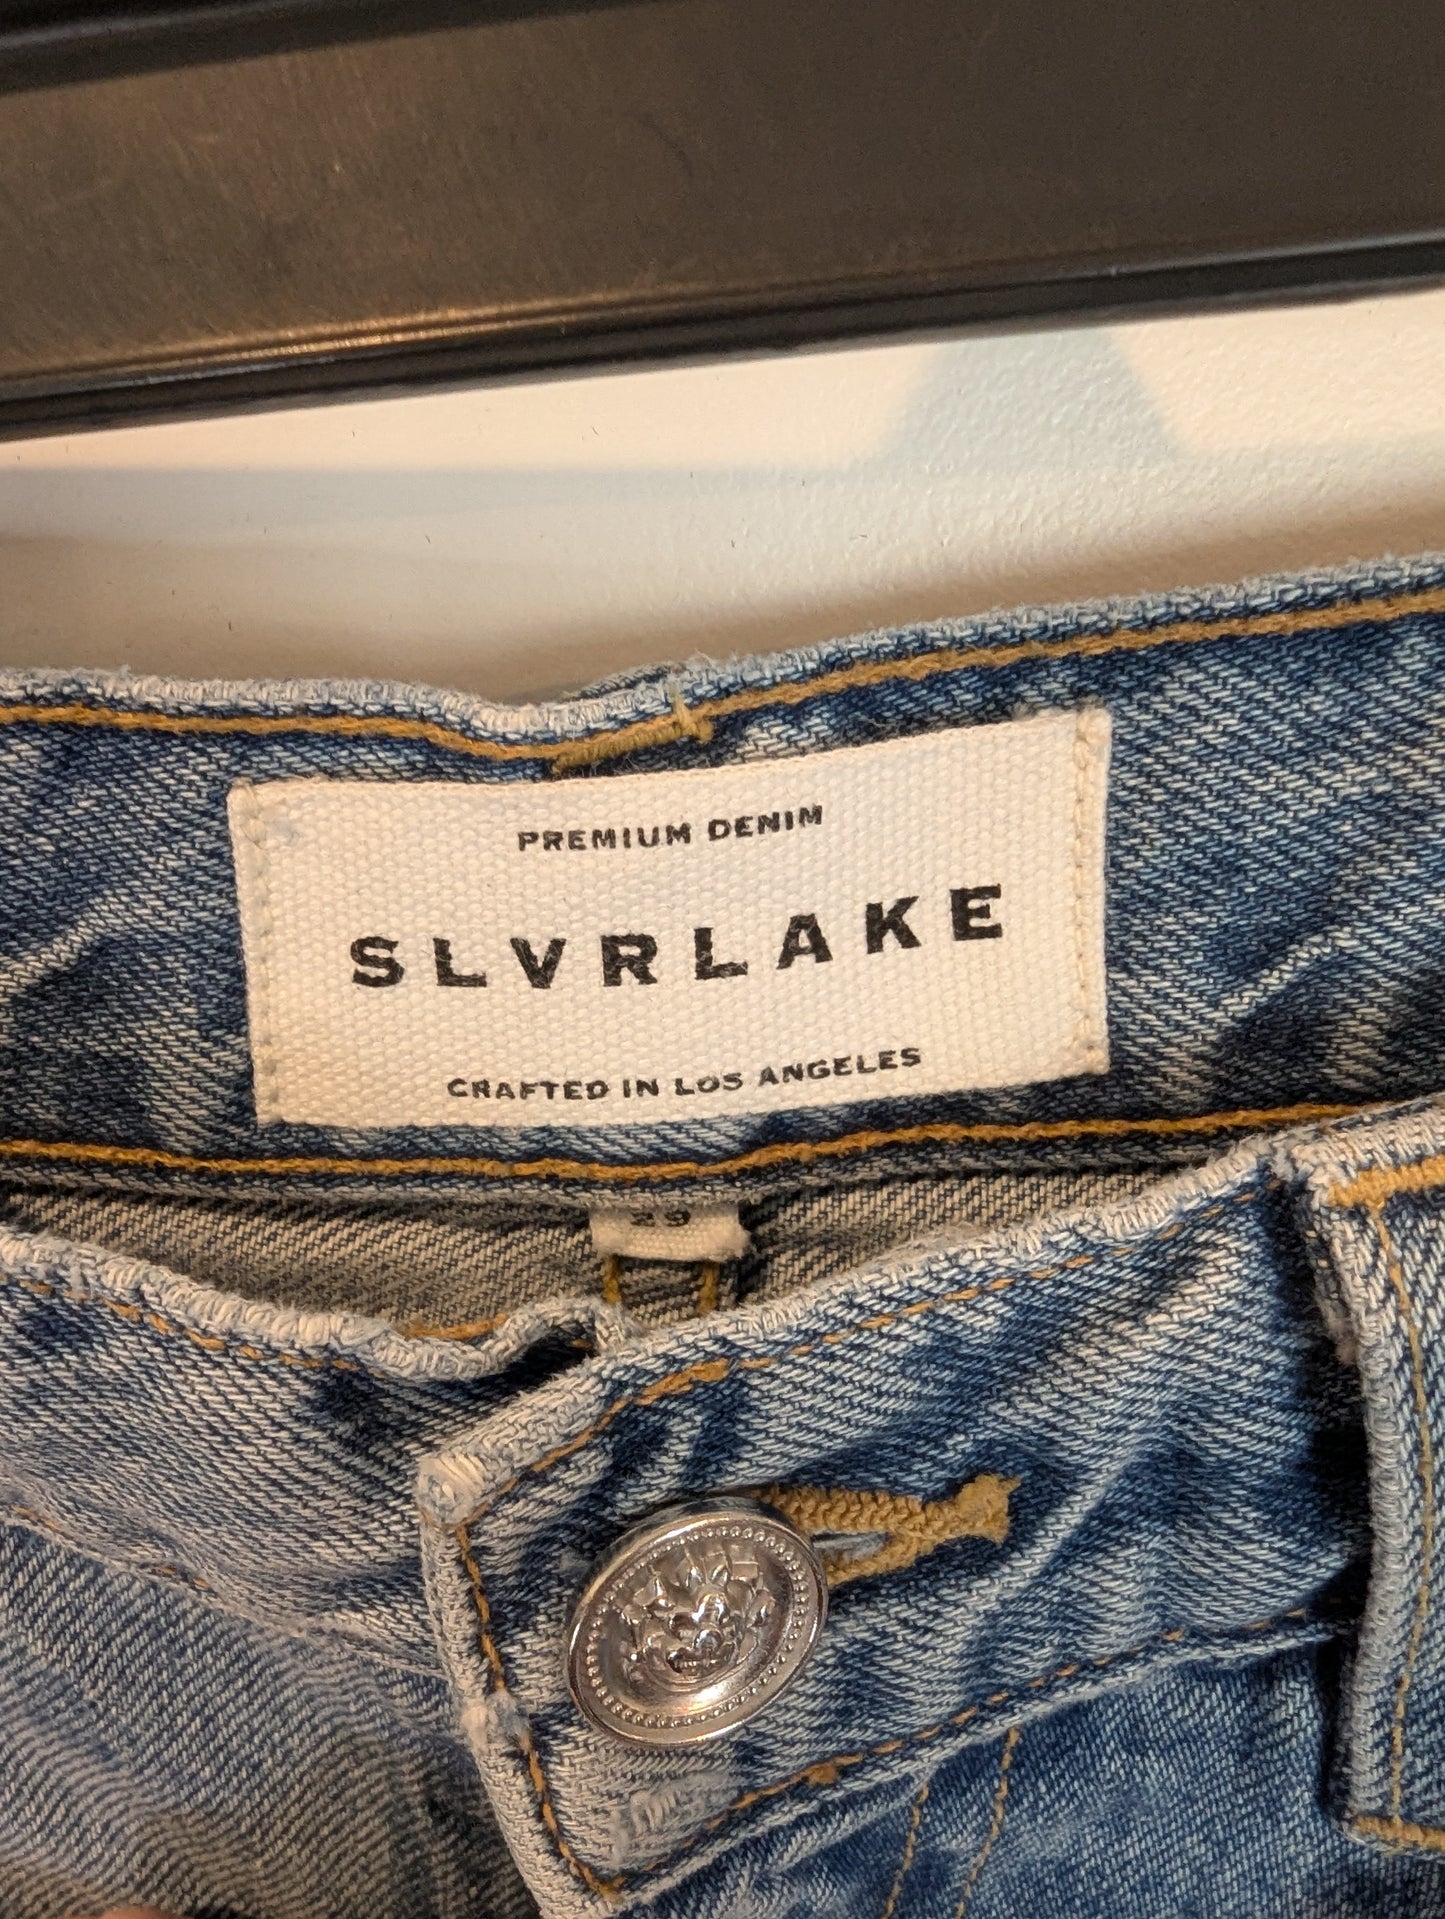 PREMIUM DENIM
SLVRLAKE
CRAFTED IN LOS ANGELES
29